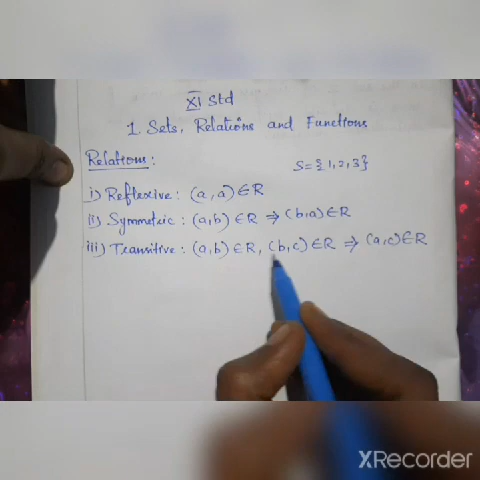 XI Std
1. Sets, Relations and Functions
Relations:
S={1,2,3}
i) Reflexive: (a,a)∈R
ii) Symmetric: (a,b)∈R ⇒ (b,a)∈R
iii) Transitive: (a,b)∈R, (b,c)∈R ⇒ (a,c)∈R
XRecorder